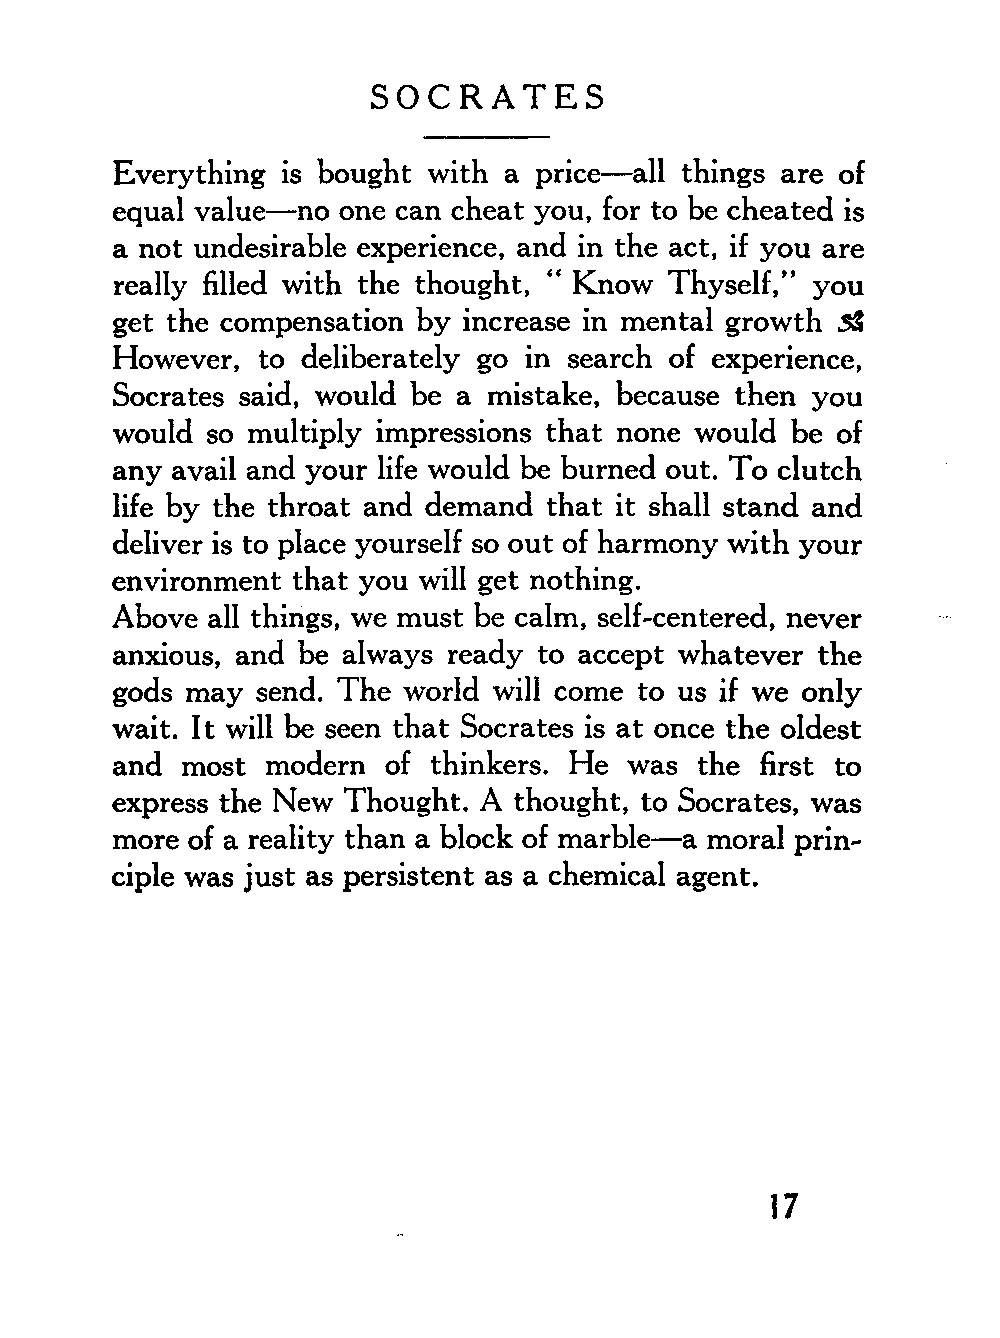 SOCRATES
Everything is bought with a price—all things are of
equal value—no one can cheat you, for to be cheated is
a not undesirable experience, and in the act, if you are
really filled with the thought, “ Know Thyself,” you
get the compensation by increase in mental growth
However, to deliberately go in search of experience,
Socrates said, would be a mistake, because then you
would so multiply impressions that none would be of
any avail and your life would be burned out. To clutch
life by the throat and demand that it shall stand and
deliver is to place yourself so out of harmony with your
environment that you will get nothing.
Above all things, we must be calm, self-centered, never
anxious, and be always ready to accept whatever the
gods may send. The world will come to us if we only
wait. It will be seen that Socrates is at once the oldest
and most modern of thinkers. He was the first to
express the New Thought. A thought, to Socrates, was
more of a reality than a block of marble—a moral prin-
ciple was just as persistent as a chemical agent.
17